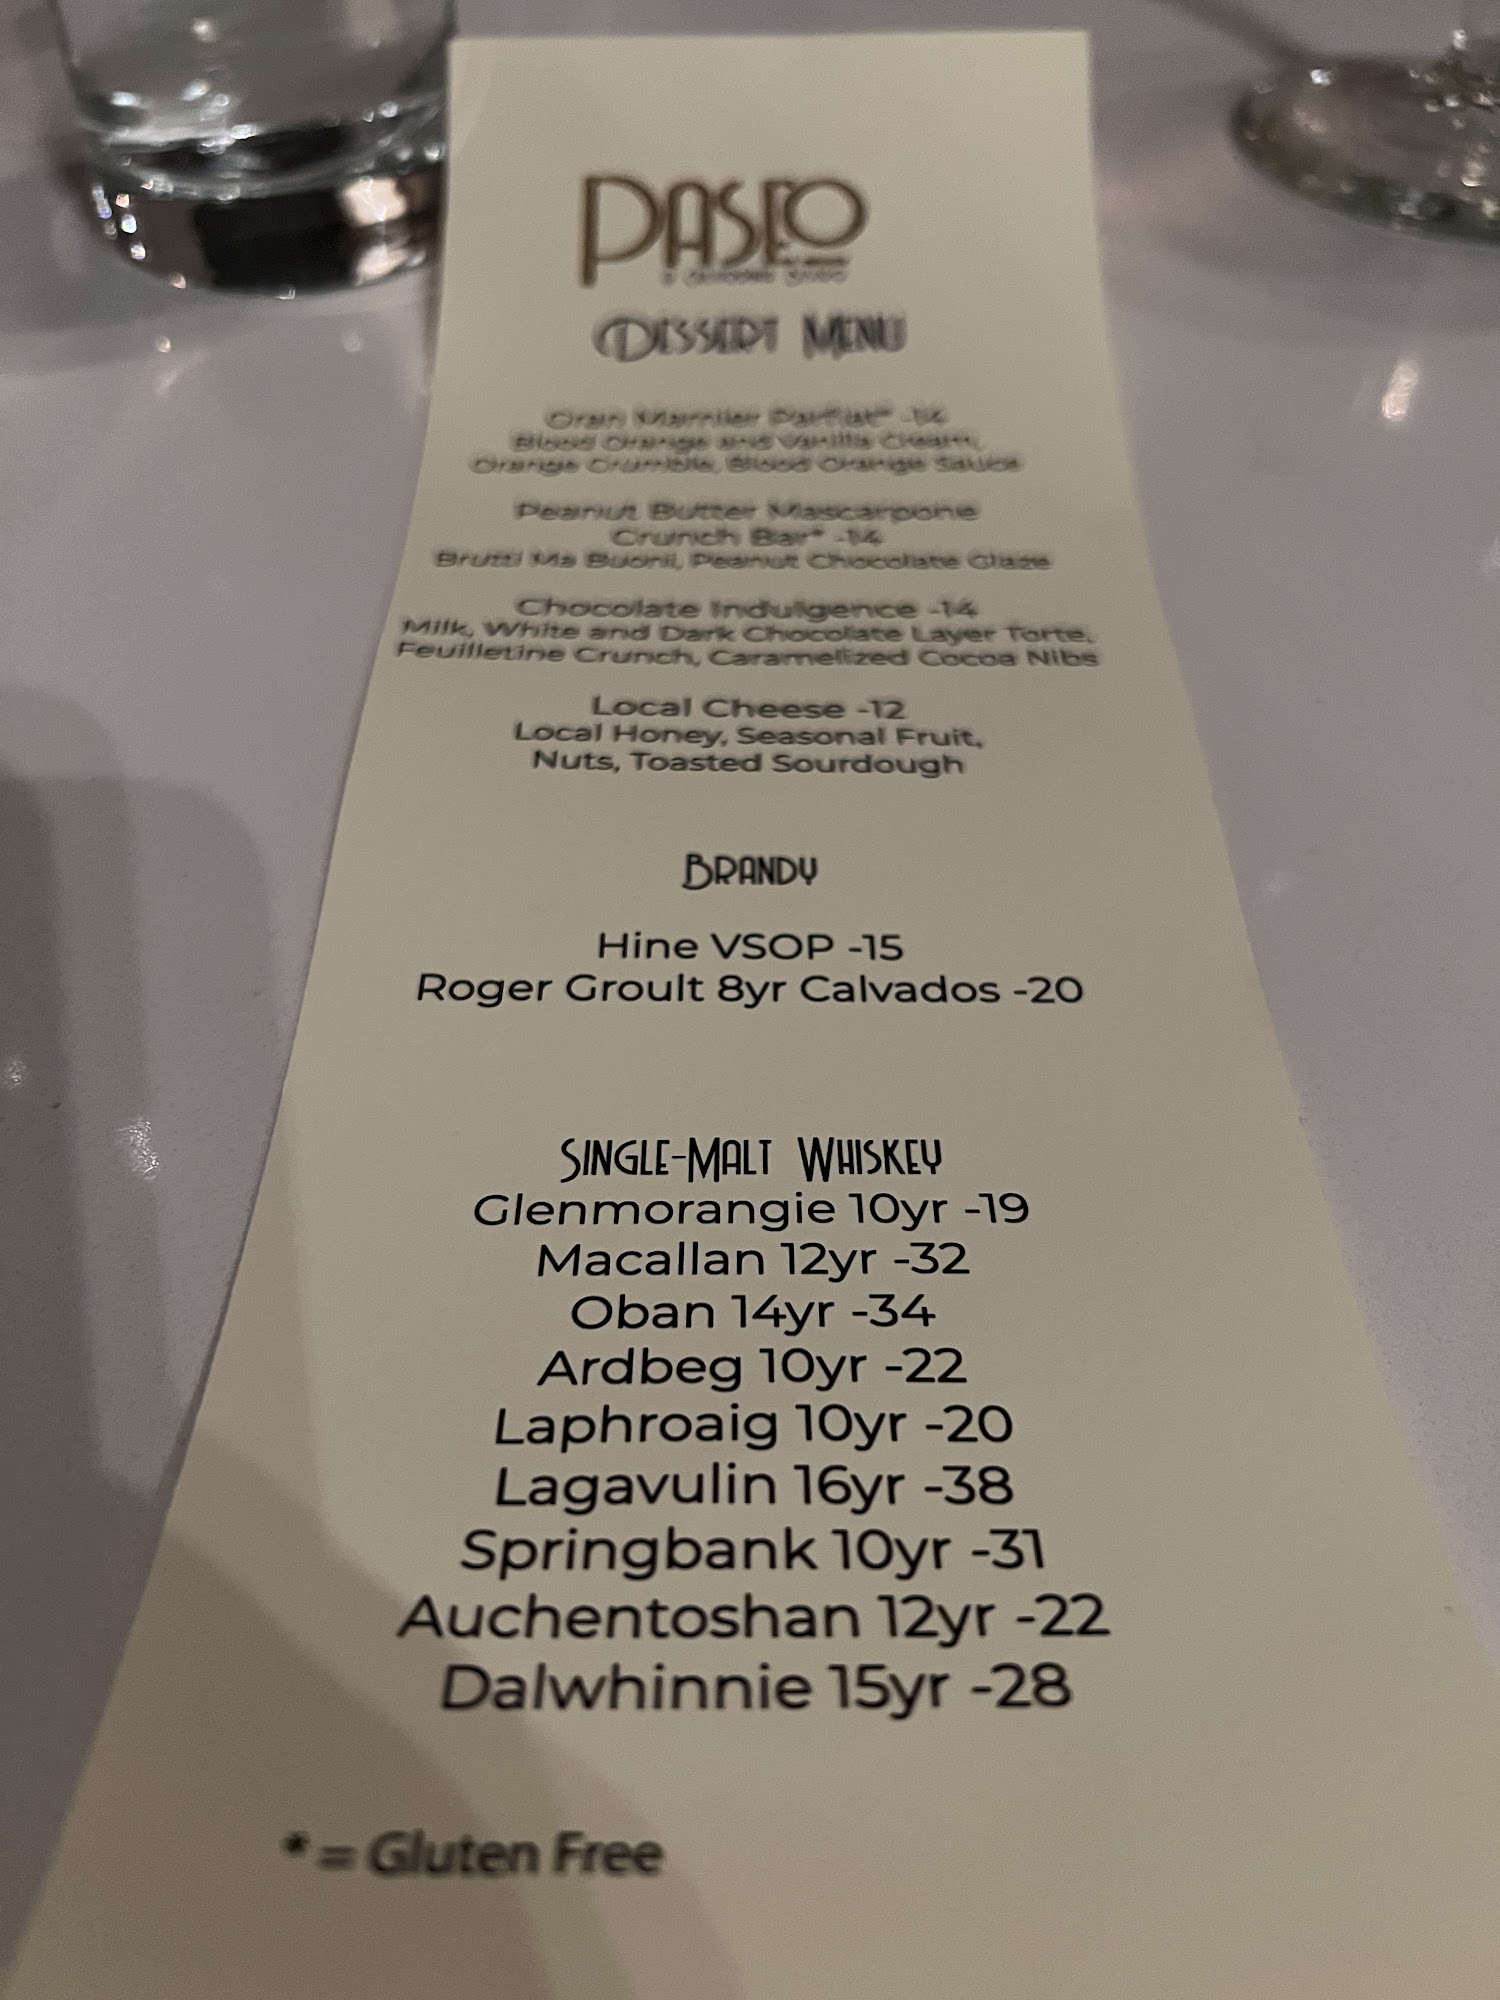 PASEO
DESSERT MENU
Gran Marnier Parfiat* -14
Blood Orange and Vanilla Cream,
Orange Crumble, Blood Orange Sauce
Peanut Butter Mascarpone
Crunch Bar* -14
Brutti Ma Buoni, Peanut Chocolate Glaze
Chocolate Indulgence -14
Milk, White and Dark Chocolate Layer Torte,
Feuilletine Crunch, Caramelized Cocoa Nibs
Local Cheese -12
Local Honey, Seasonal Fruit,
Nuts, Toasted Sourdough
BRANDY
Hine VSOP -15
Roger Groult 8yr Calvados -20
SINGLE-MALT WHISKEY
Glenmorangie 10yr -19
Macallan 12yr -32
Oban 14yr -34
Ardbeg 10yr -22
Laphroaig 10yr -20
Lagavulin 16yr -38
Springbank 10yr -31
Auchentoshan 12yr -22
Dalwhinnie 15yr -28
* = Gluten Free